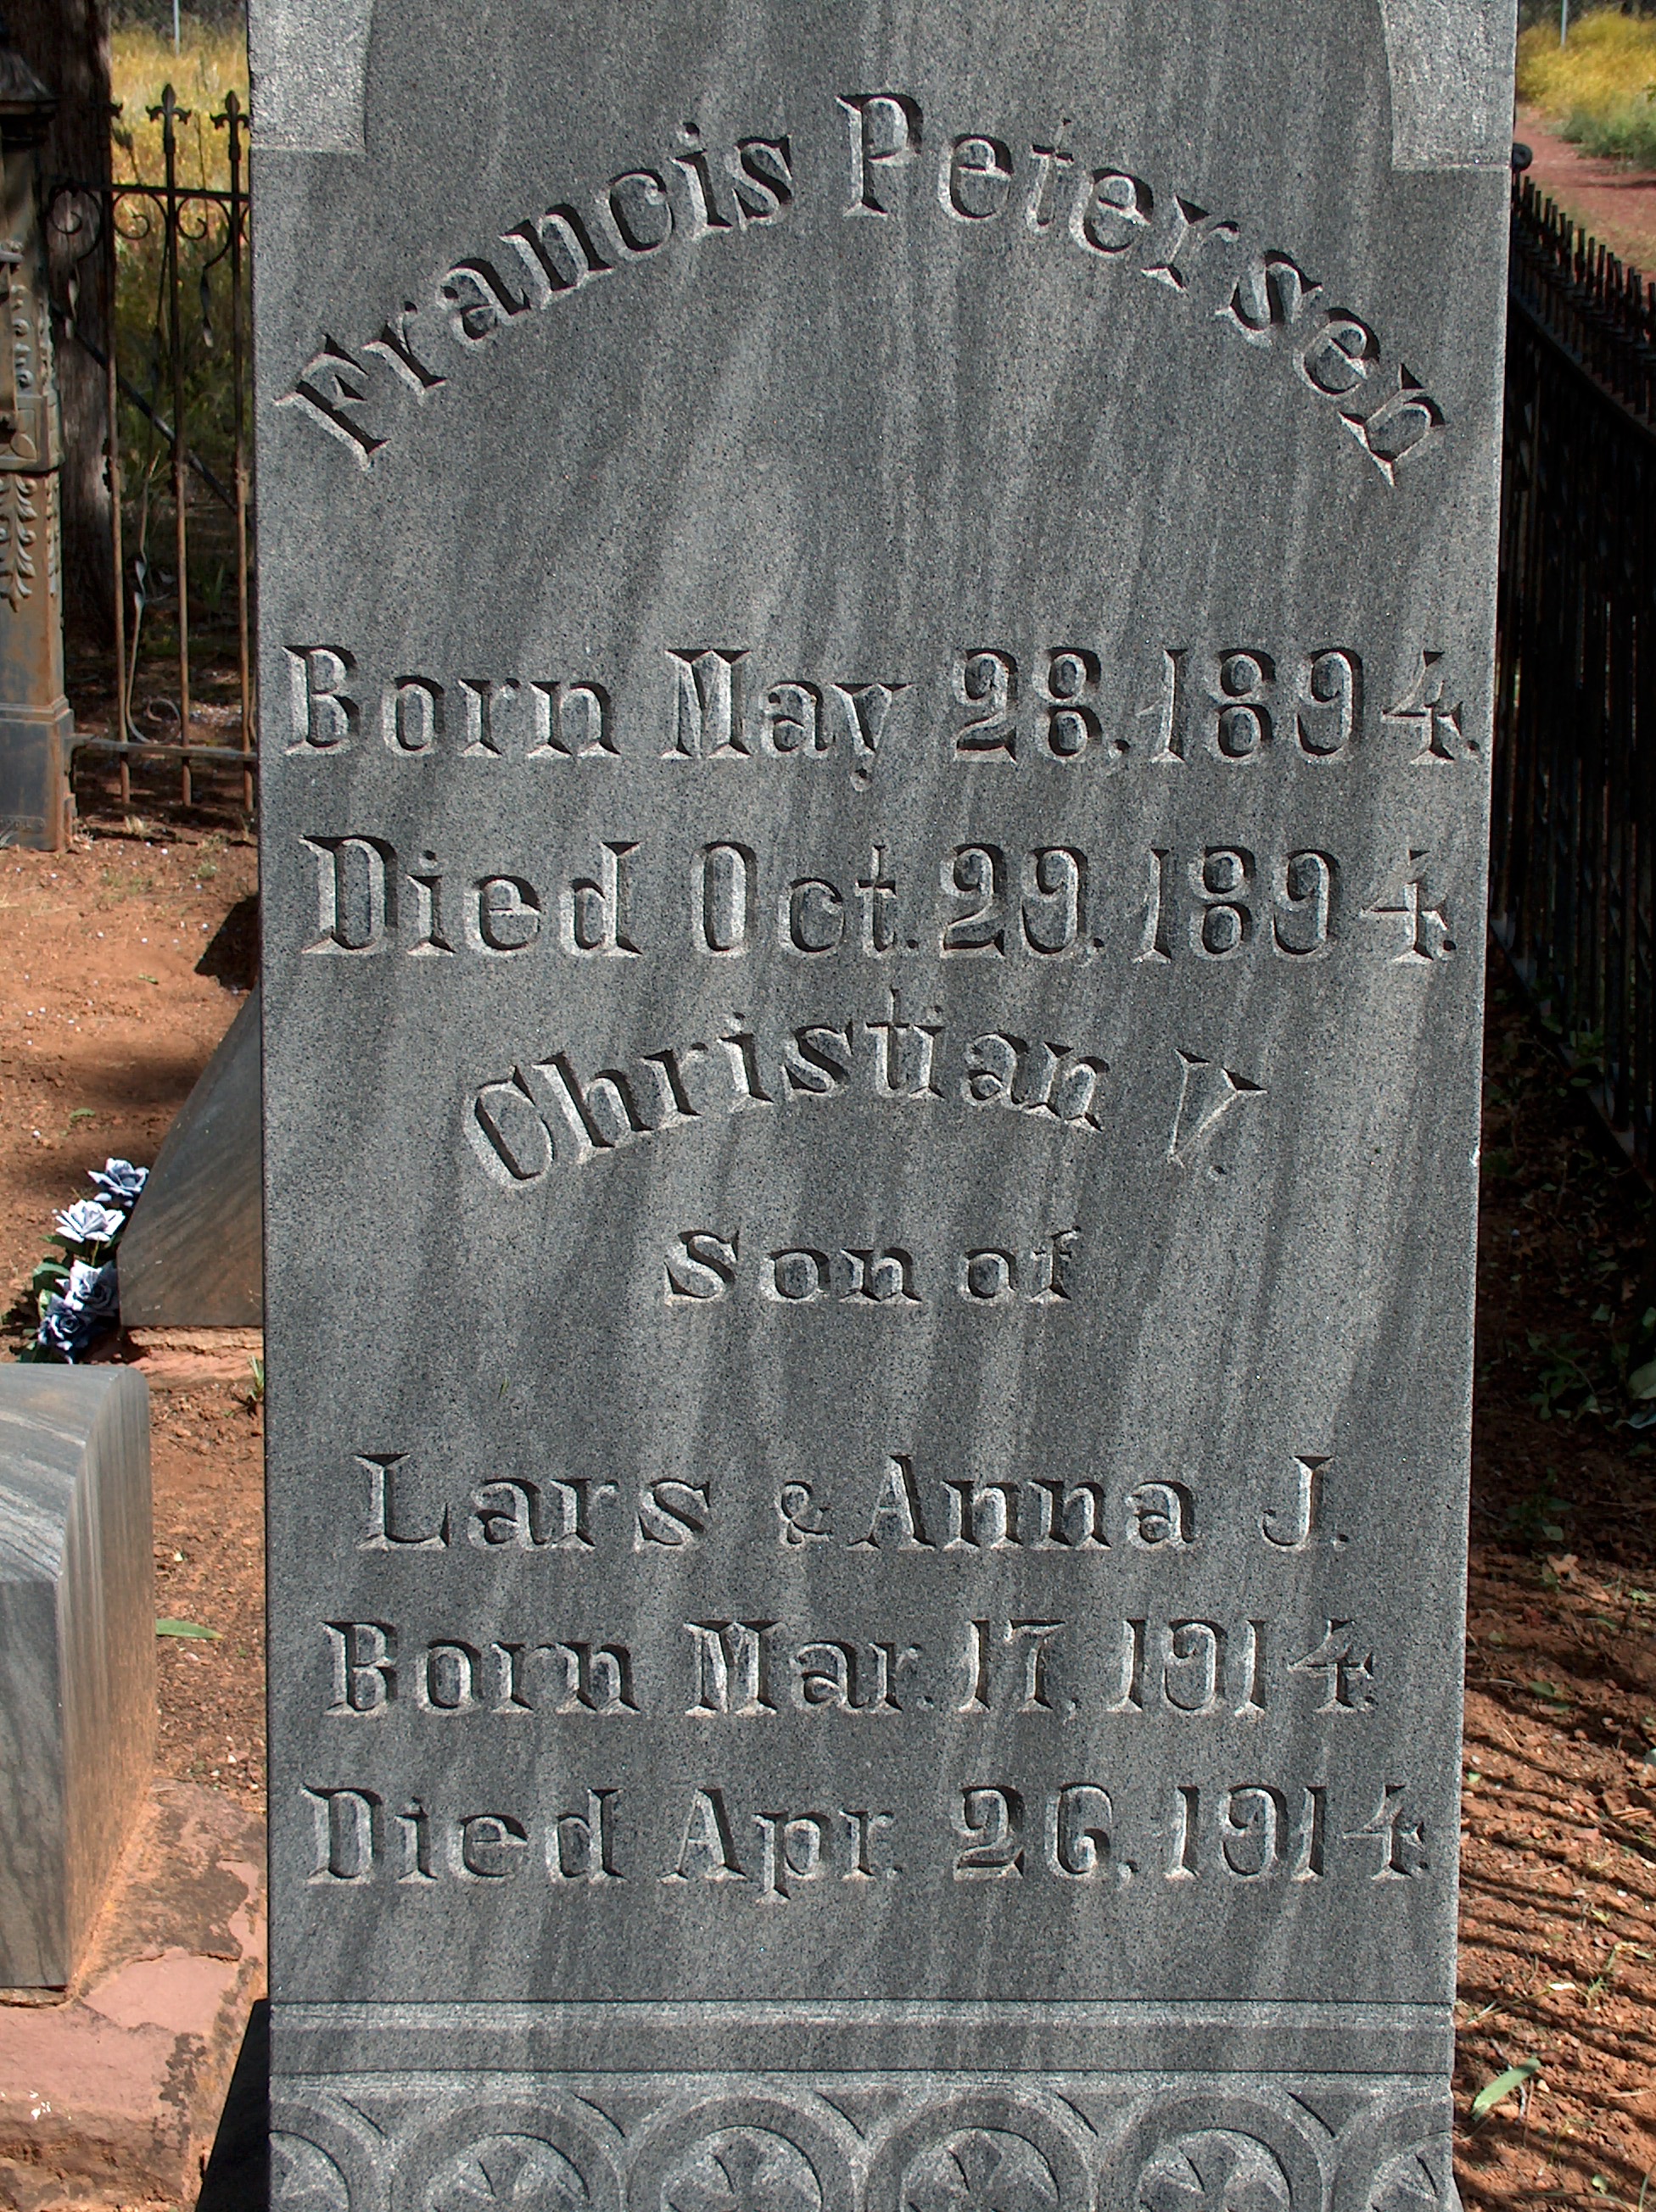 Francis Petersen
Born May 28, 1894.
Died Oct. 29, 1894.
Christian V.
Son of
Lars & Anna J.
Born Mar. 17, 1914.
Died Apr. 26, 1914.